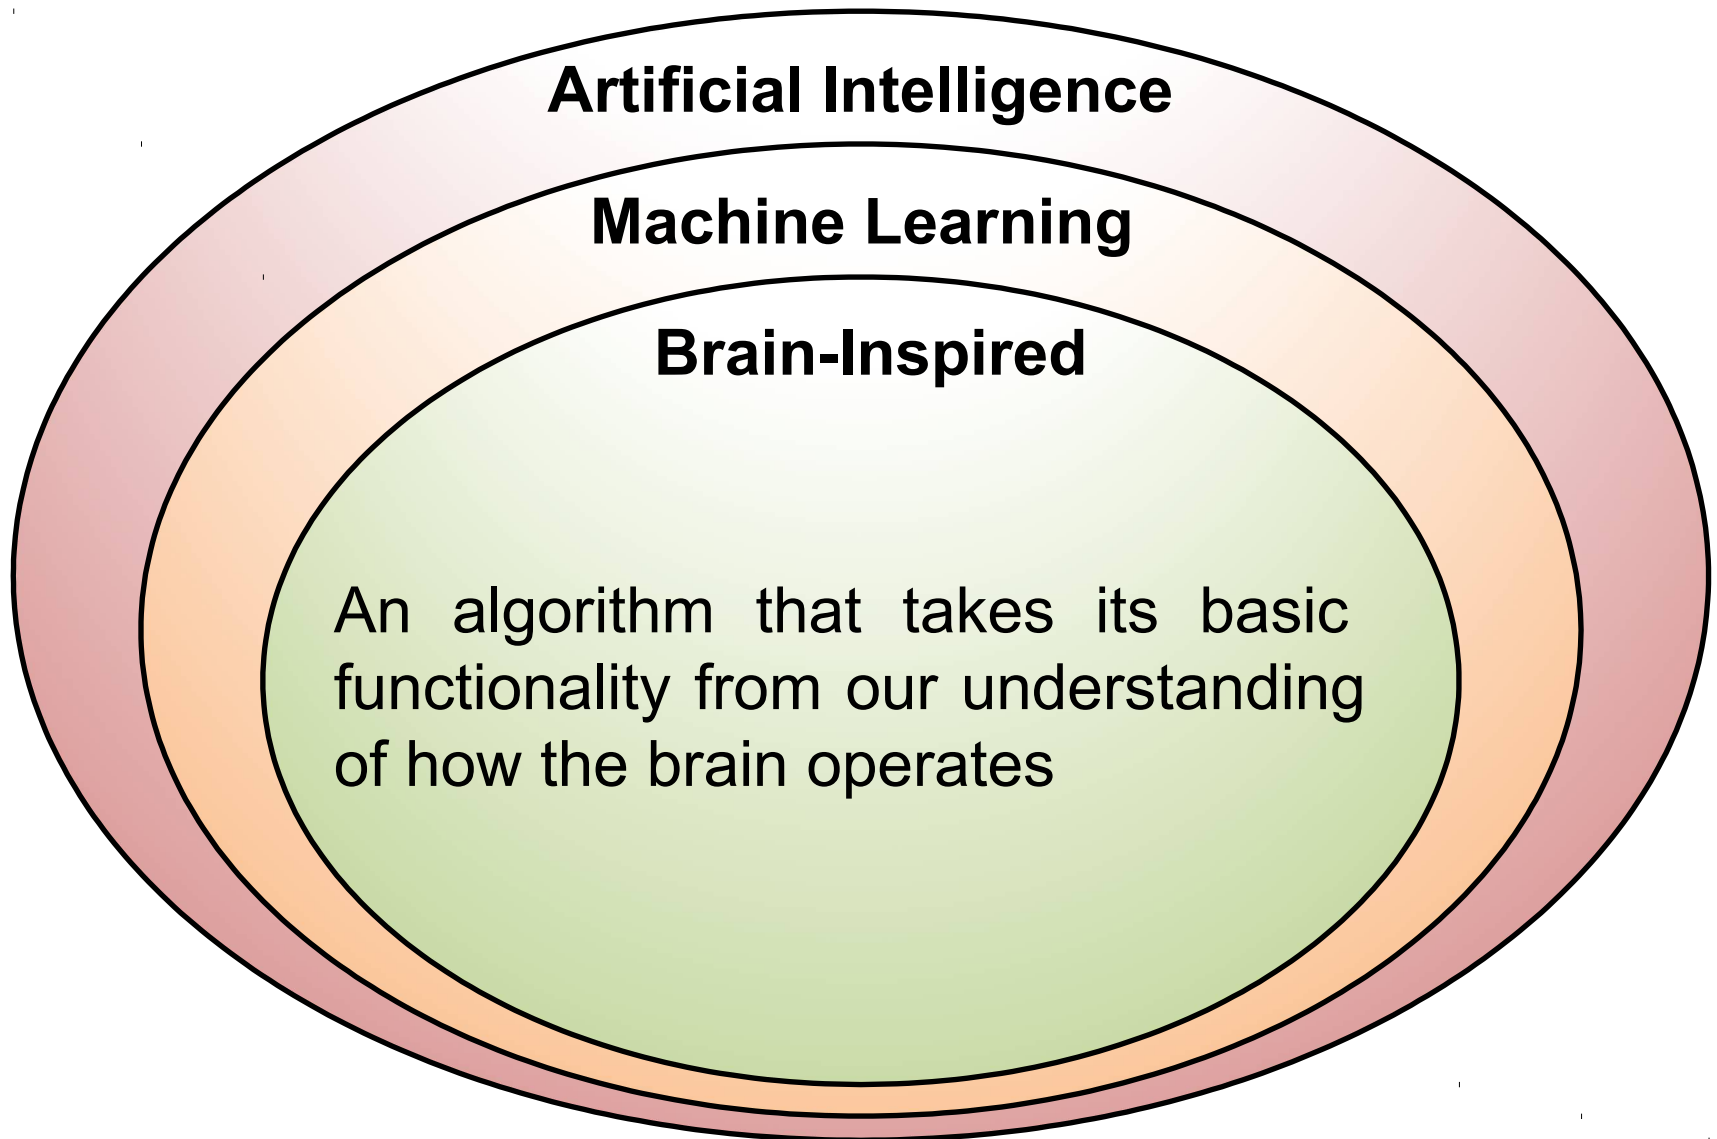 Artificial Intelligence
Machine Learning
Brain-Inspired
An algorithm that takes its basic
functionality from our understanding
of how the brain operates